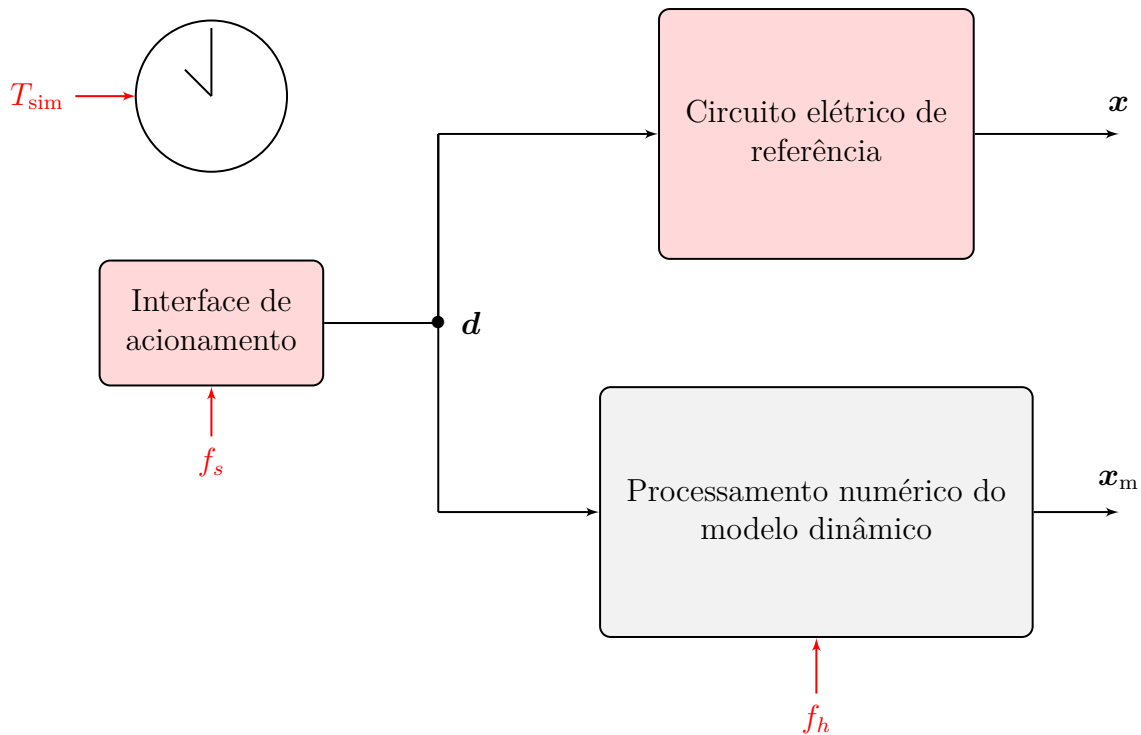 T_sim
Circuito elétrico de
referência
x
Interface de
acionamento
d
f_s
Processamento numérico do
modelo dinâmico
x_m
f_h